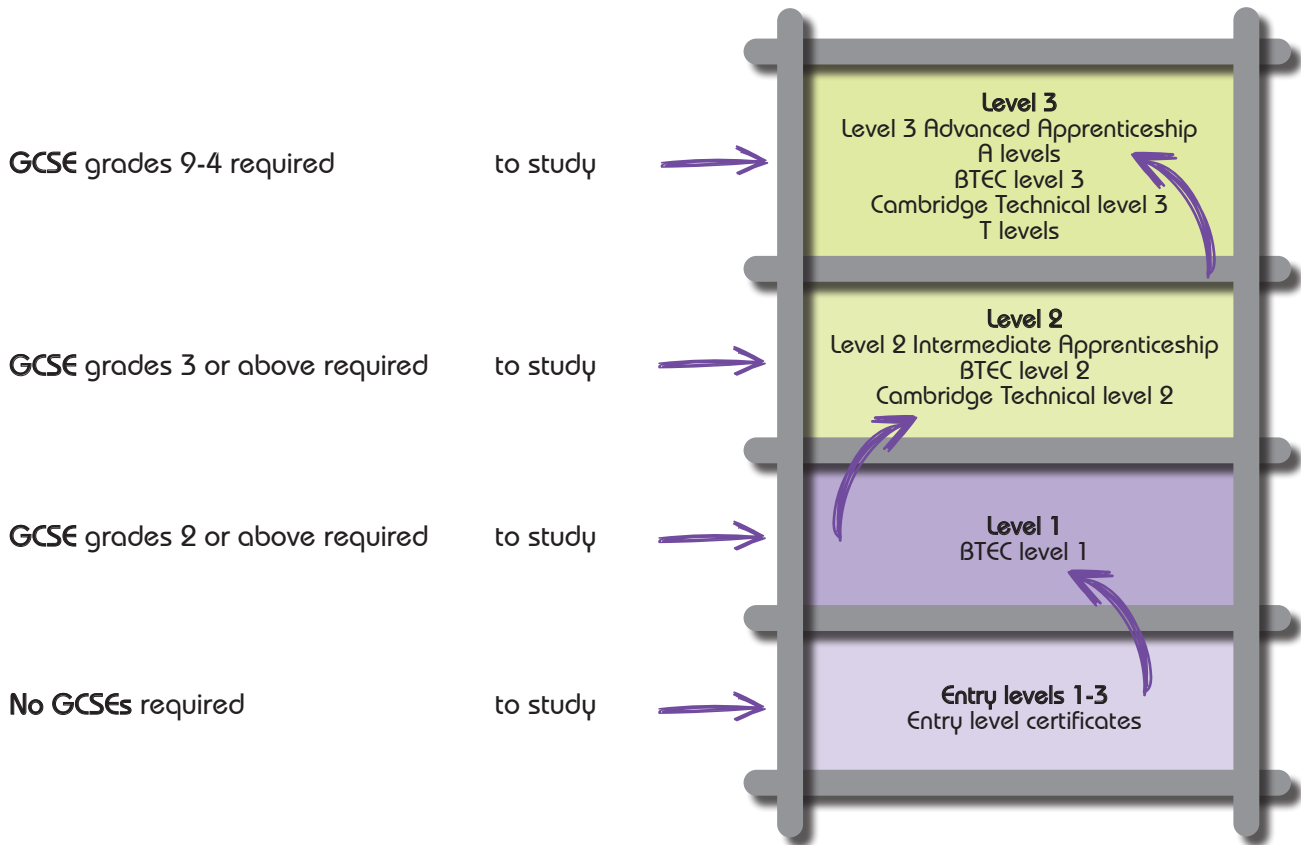 Level 3
Level 3 Advanced Apprenticeship
A levels
BTEC level 3
Cambridge Technical level 3
T levels
GCSE grades 9-4 required to study
Level 2
Level 2 Intermediate Apprenticeship
BTEC level 2
Cambridge Technical level 2
GCSE grades 3 or above required to study
Level 1
BTEC level 1
GCSE grades 2 or above required to study
Entry levels 1-3
Entry level certificates
No GCSEs required to study